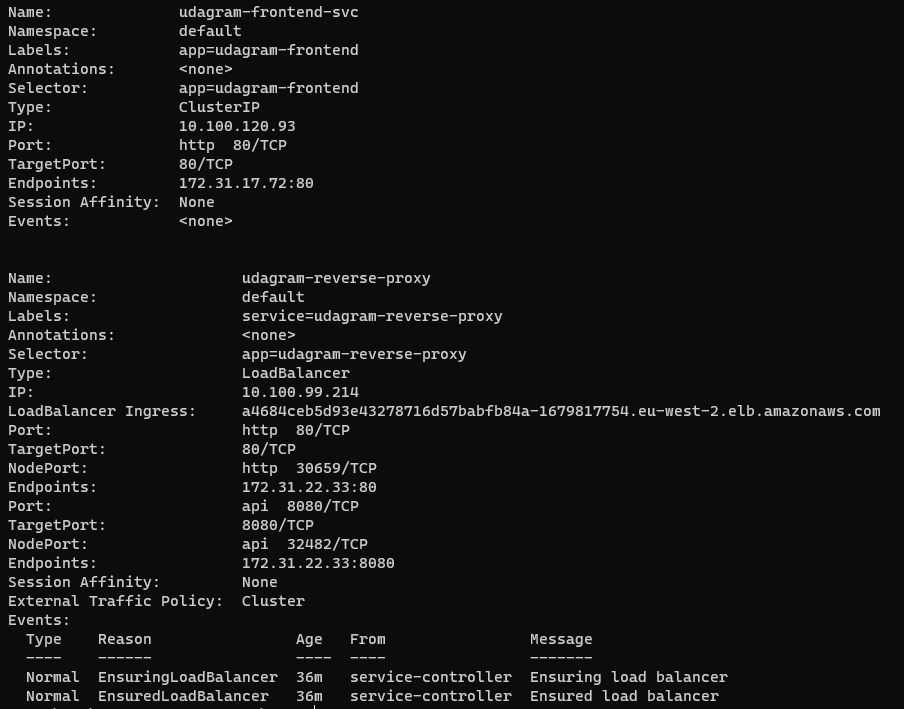 Name: udagram-frontend-svc
Namespace: default
Labels: app=udagram-frontend
Annotations: <none>
Selector: app=udagram-frontend
Type: ClusterIP
IP: 10.100.120.93
Port: http 80/TCP
TargetPort: 80/TCP
Endpoints: 172.31.17.72:80
Session Affinity: None
Events: <none>
Name: udagram-reverse-proxy
Namespace: default
Labels: service=udagram-reverse-proxy
Annotations: <none>
Selector: app=udagram-reverse-proxy
Type: LoadBalancer
IP: 10.100.99.214
LoadBalancer Ingress: a4684ceb5d93e43278716d57babfb84a-1679817754.eu-west-2.elb.amazonaws.com
Port: http 80/TCP
TargetPort: 80/TCP
NodePort: http 30659/TCP
Endpoints: 172.31.22.33:80
Port: api 8080/TCP
TargetPort: 8080/TCP
NodePort: api 32482/TCP
Endpoints: 172.31.22.33:8080
Session Affinity: None
External Traffic Policy: Cluster
Events:
Type Reason Age From Message
---- ------ ---- ---- -------
Normal EnsuringLoadBalancer 36m service-controller Ensuring load balancer
Normal EnsuredLoadBalancer 36m service-controller Ensured load balancer